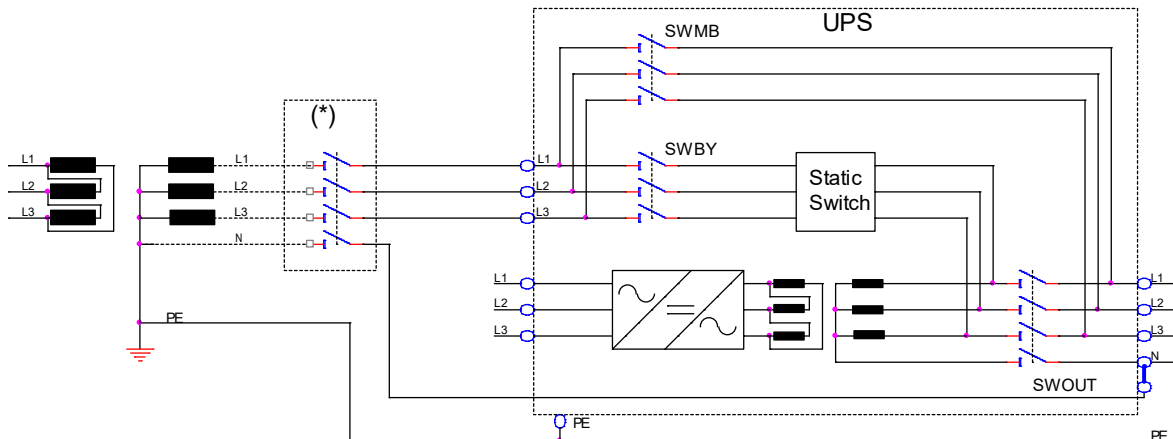 UPS
SWMB
(*)
L1
L1
L1
SWBY
L2
L2
L2
Static
Switch
L3
L3
L3
N
L1
L1
L2
L2
L3
L3
N
PE
SWOUT
PE
PE